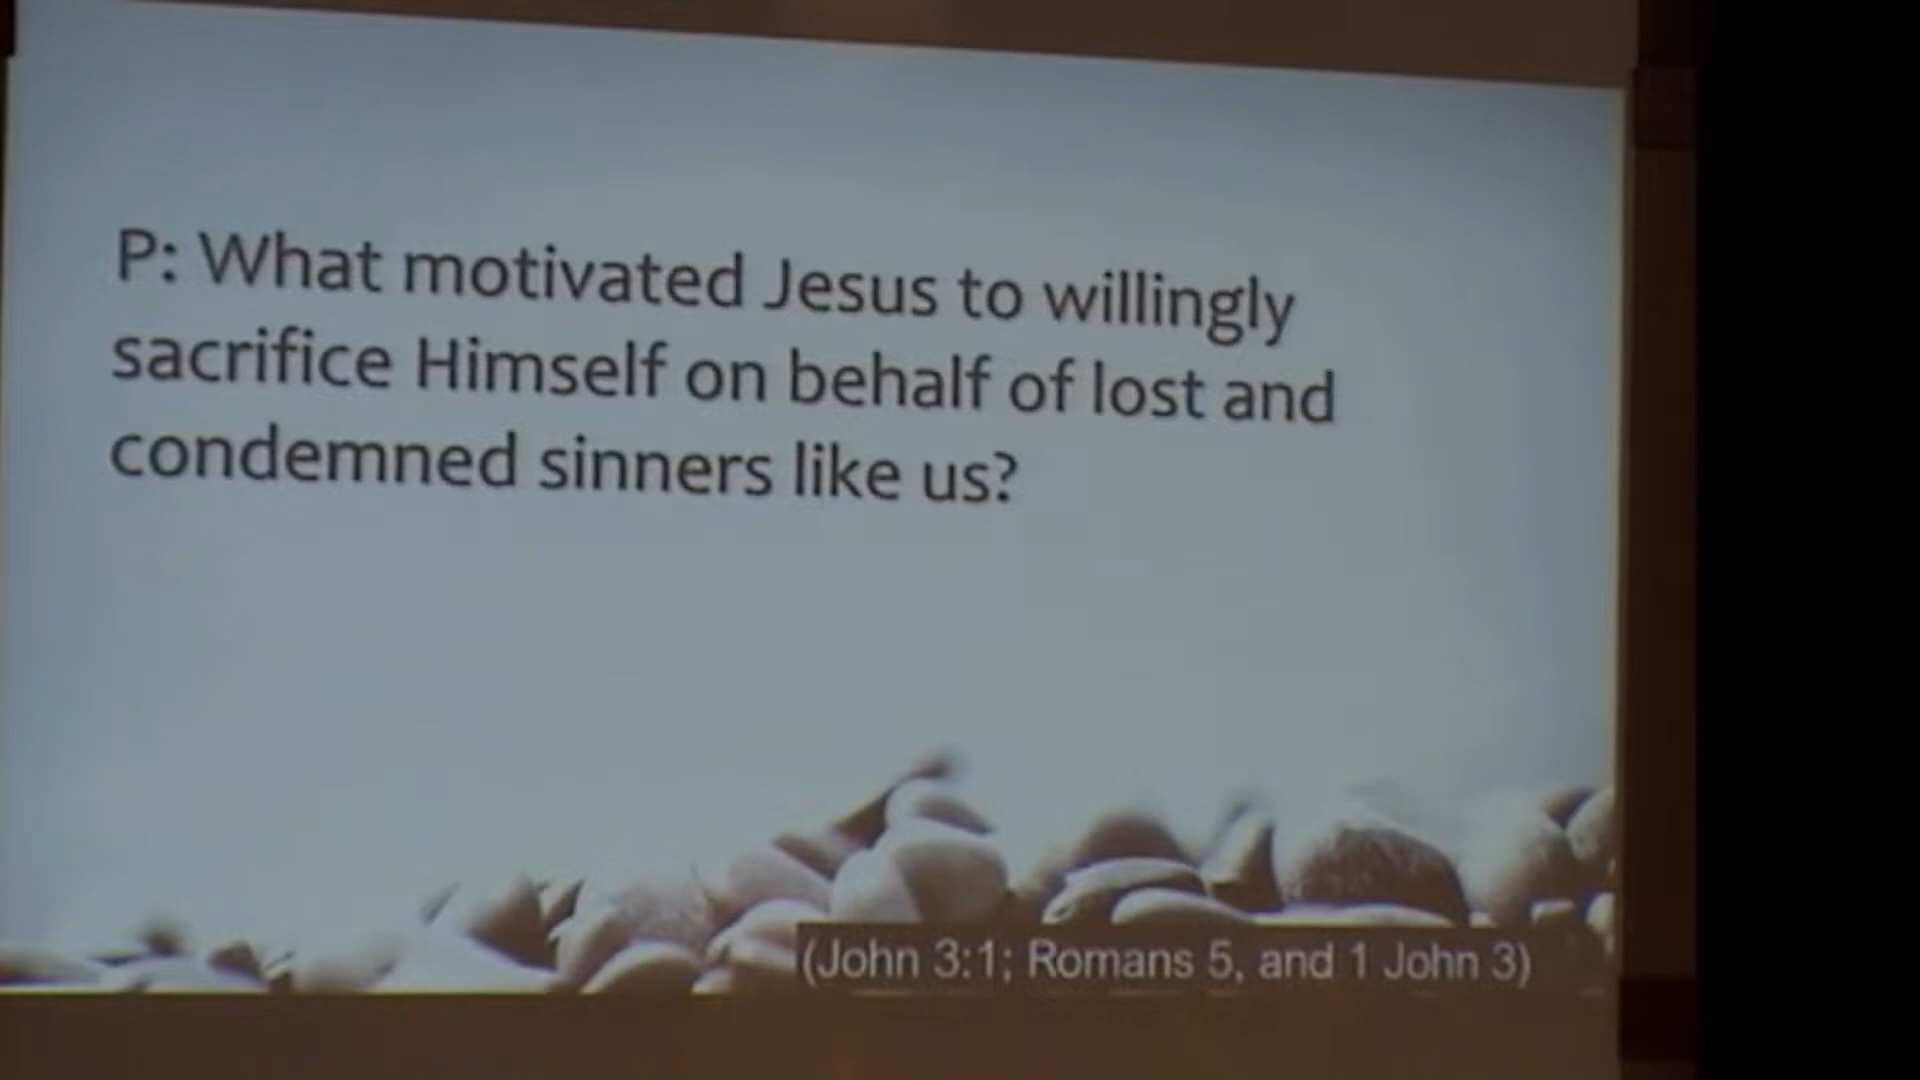 P: What motivated Jesus to willingly
sacrifice Himself on behalf of lost and
condemned sinners like us?
(John 3:1; Romans 5, and 1 John 3)